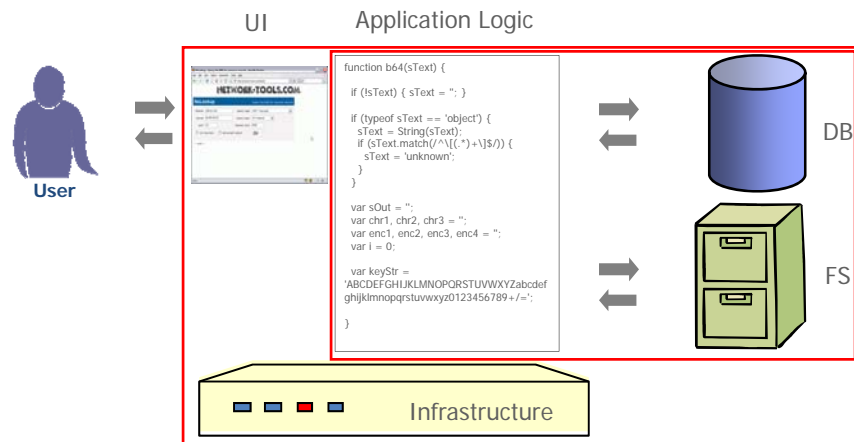 UI
Application Logic
NETWORK-TOOLS.COM
function b64(sText) {
if (!sText) { sText = ''; }
if (typeof sText == 'object') {
sText = String(sText);
if (sText.match(/^\[(.*)+\]$/)) {
sText = 'unknown';
}
}
var sOut = '';
var chr1, chr2, chr3 = '';
var enc1, enc2, enc3, enc4 = '';
var i = 0;
var keyStr =
'ABCDEFGHIJKLMNOPQRSTUVWXYZabcdef
ghijklmnopqrstuvwxyz0123456789+/=';
}
User
DB
FS
Infrastructure